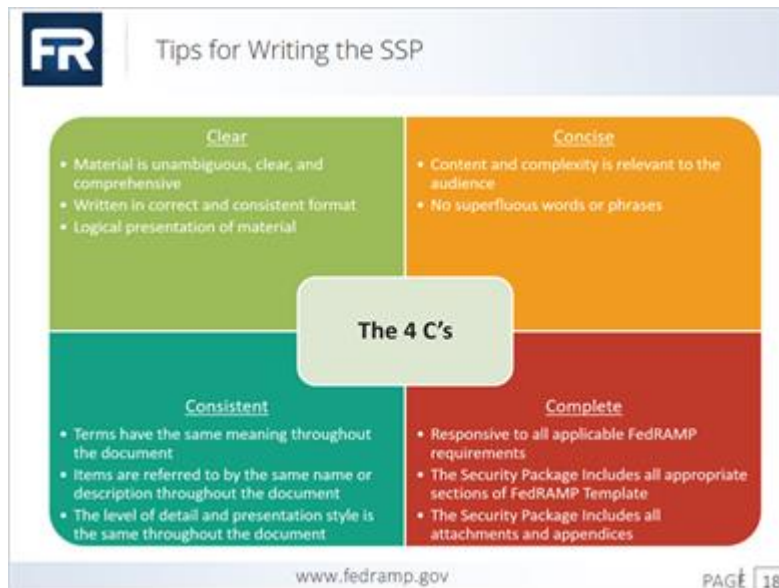 FR
Tips for Writing the SSP
Clear
• Material is unambiguous, clear, and
comprehensive
• Written in correct and consistent format
• Logical presentation of material
Concise
• Content and complexity is relevant to the
audience
• No superfluous words or phrases
The 4 C's
Consistent
• Terms have the same meaning throughout
the document
• Items are referred to by the same name or
description throughout the document
• The level of detail and presentation style is
the same throughout the document
Complete
• Responsive to all applicable FedRAMP
requirements
• The Security Package Includes all appropriate
sections of FedRAMP Template
• The Security Package Includes all
attachments and appendices
www.fedramp.gov
PAGE 18